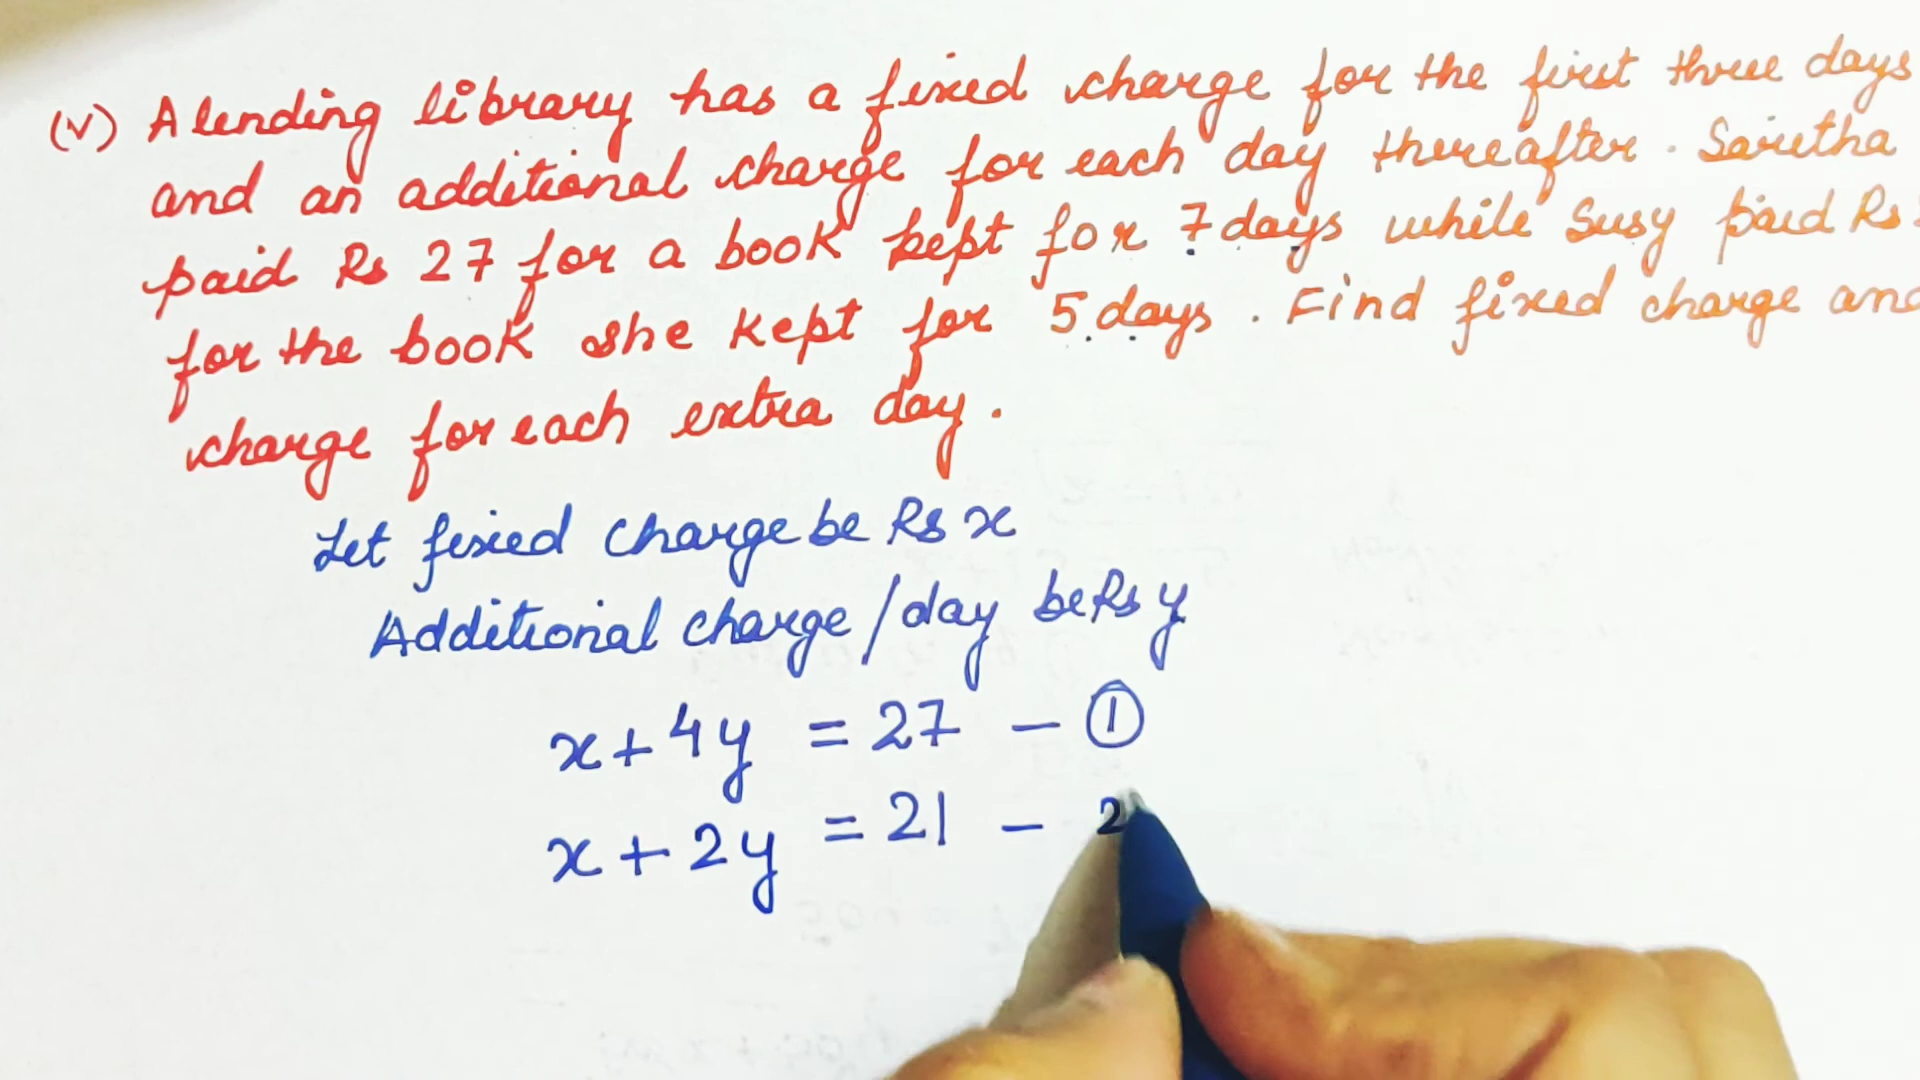 (v) A lending library has a fixed charge for the first three days
and an additional charge for each day thereafter. Saritha
paid Rs 27 for a book kept for 7 days while Susy paid Rs
for the book she kept for 5 days. Find fixed charge and
charge for each extra day.
Let fixed charge be Rs x
Additional charge/day be Rs y
x + 4y = 27 — ①
x + 2y = 21 — 2